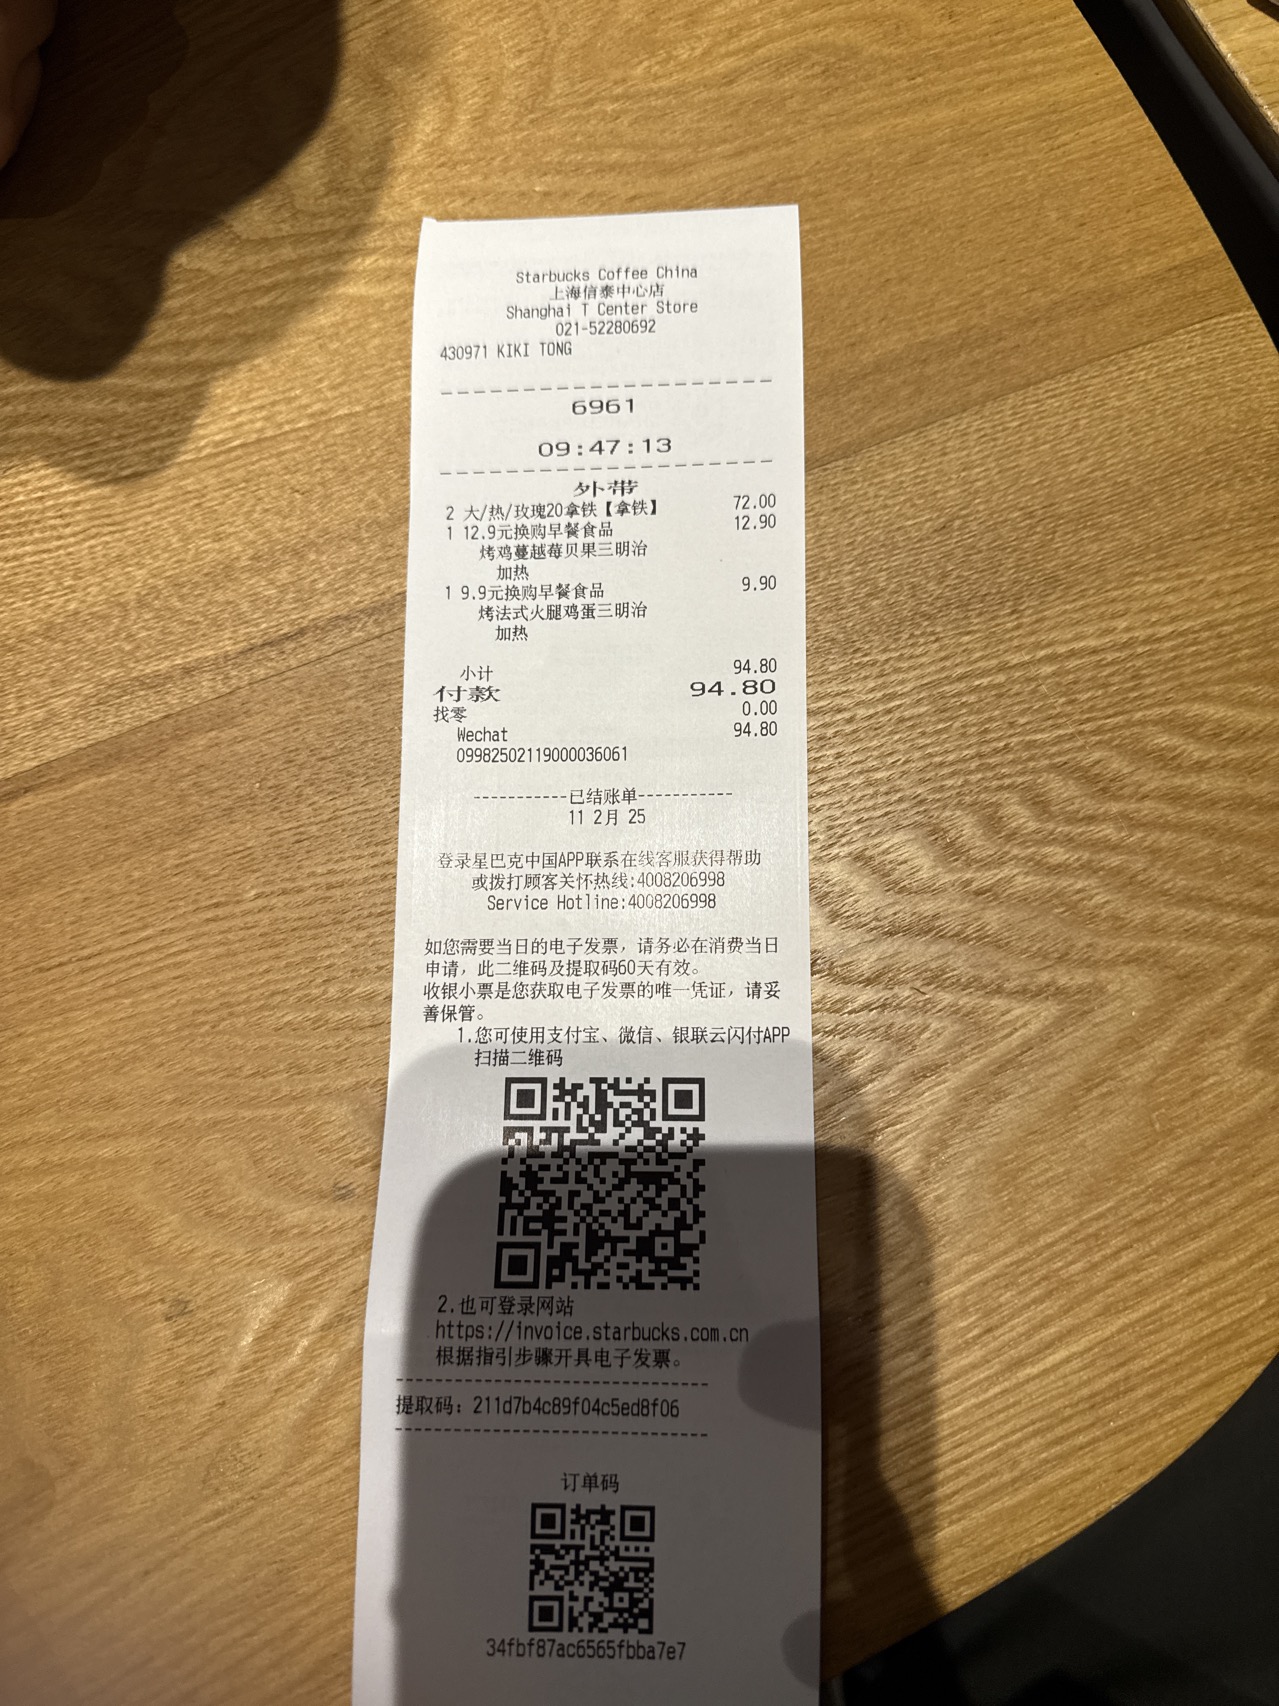 Starbucks Coffee China
上海信泰中心店
Shanghai T Center Store
021-52280692
430971 KIKI TONG
6961
09:47:13
外带
2 大/热/玫瑰20拿铁【拿铁】 72.00
1 12.9元换购早餐食品 12.90
烤鸡蔓越莓贝果三明治
加热
1 9.9元换购早餐食品 9.90
烤法式火腿鸡蛋三明治
加热
小计 94.80
付款 94.80
找零 0.00
Wechat 94.80
09982502119000036061
-----------已结账单-----------
11 2月 25
登录星巴克中国APP联系在线客服获得帮助
或拨打顾客关怀热线:4008206998
Service Hotline:4008206998
如您需要当日的电子发票，请务必在消费当日
申请，此二维码及提取码60天有效。
收银小票是您获取电子发票的唯一凭证，请妥
善保管。
1.您可使用支付宝、微信、银联云闪付APP
扫描二维码
2.也可登录网站
https://invoice.starbucks.com.cn
根据指引步骤开具电子发票。
提取码：211d7b4c89f04c5ed8f06
订单码
34fbf87ac6565fbba7e7